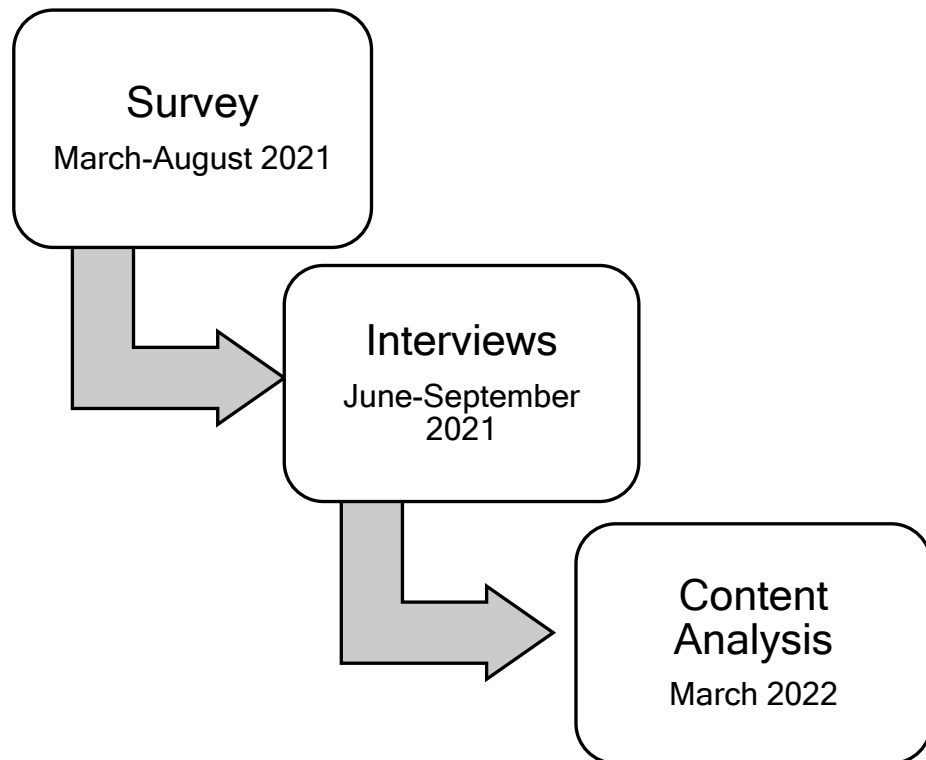 Survey
March-August 2021
Interviews
June-September
2021
Content
Analysis
March 2022